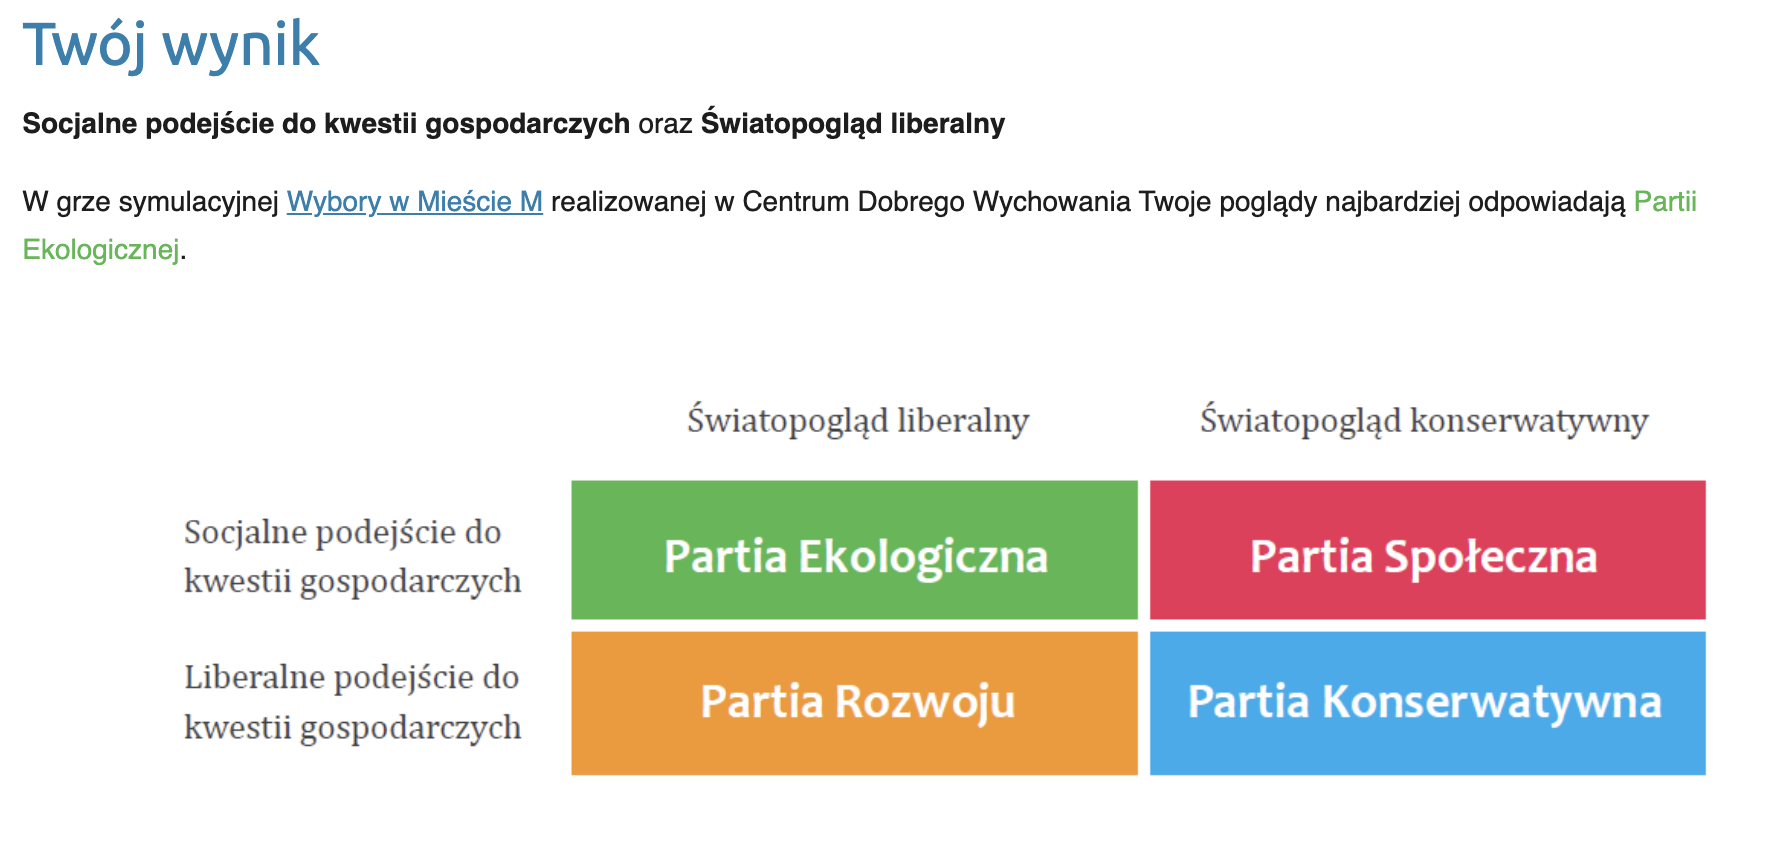 Twój wynik
Socjalne podejście do kwestii gospodarczych oraz Światopogląd liberalny
W grze symulacyjnej Wybory w Mieście M realizowanej w Centrum Dobrego Wychowania Twoje poglądy najbardziej odpowiadają Partii
Ekologicznej.
Światopogląd liberalny
Światopogląd konserwatywny
Socjalne podejście do
kwestii gospodarczych
Partia Ekologiczna
Partia Społeczna
Liberalne podejście do
kwestii gospodarczych
Partia Rozwoju
Partia Konserwatywna